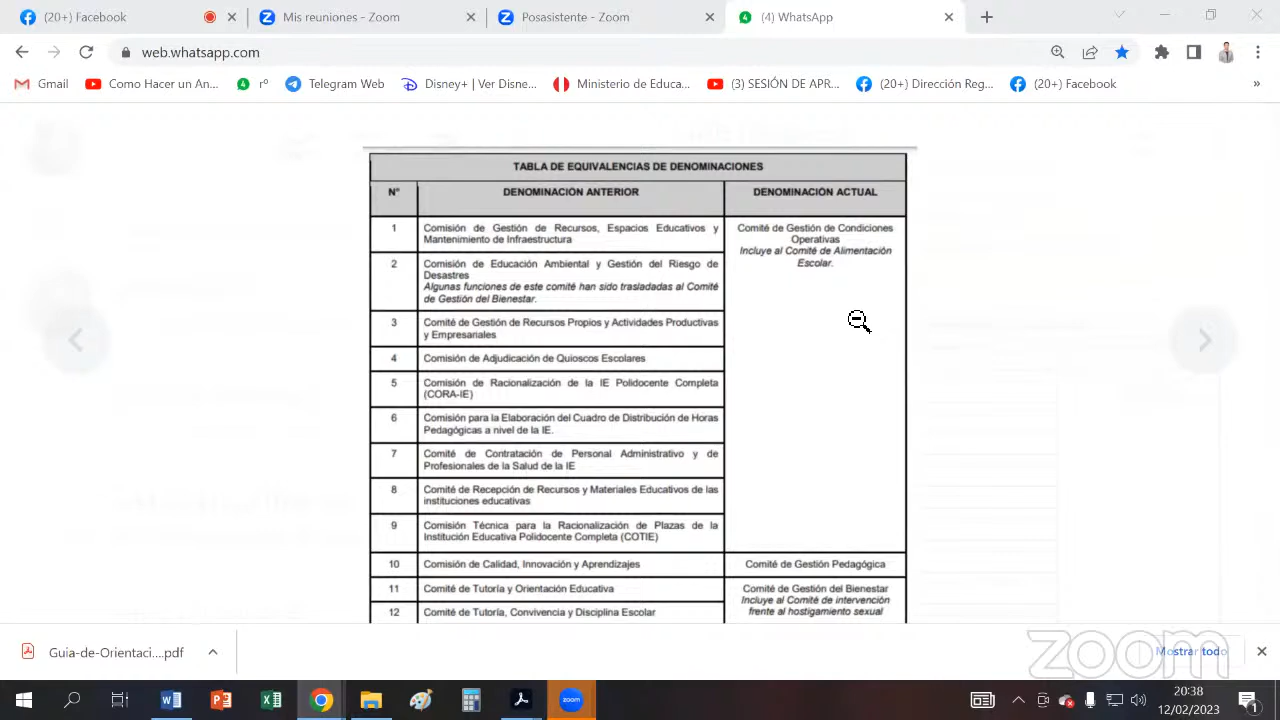 (20+) Facebook
Mis reuniones - Zoom
Posasistente - Zoom
(4) WhatsApp
web.whatsapp.com
Gmail
Como Hacer un An...
rº
Telegram Web
Disney+ | Ver Disne...
Ministerio de Educa...
(3) SESIÓN DE APR...
(20+) Dirección Reg...
(20+) Facebook
»
TABLA DE EQUIVALENCIAS DE DENOMINACIONES
N° DENOMINACIÓN ANTERIOR DENOMINACIÓN ACTUAL
1 Comisión de Gestión de Recursos, Espacios Educativos y
Mantenimiento de Infraestructura
Comité de Gestión de Condiciones
Operativas
Incluye al Comité de Alimentación
Escolar.
2 Comisión de Educación Ambiental y Gestión del Riesgo de
Desastres
Algunas funciones de este comité han sido trasladadas al Comité
de Gestión del Bienestar.
3 Comité de Gestión de Recursos Propios y Actividades Productivas
y Empresariales
4 Comisión de Adjudicación de Quioscos Escolares
5 Comisión de Racionalización de la IE Polidocente Completa
(CORA-IE)
6 Comisión para la Elaboración del Cuadro de Distribución de Horas
Pedagógicas a nivel de la IE.
7 Comité de Contratación de Personal Administrativo y de
Profesionales de la Salud de la IE
8 Comité de Recepción de Recursos y Materiales Educativos de las
instituciones educativas
9 Comisión Técnica para la Racionalización de Plazas de la
Institución Educativa Polidocente Completa (COTIE)
10 Comisión de Calidad, Innovación y Aprendizajes Comité de Gestión Pedagógica
11 Comité de Tutoría y Orientación Educativa
12 Comité de Tutoría, Convivencia y Disciplina Escolar
Comité de Gestión del Bienestar
Incluye al Comité de intervención
frente al hostigamiento sexual
Guia-de-Orientaci....pdf
Mostrar todo
zoom
zoom
20:38
12/02/2023
1